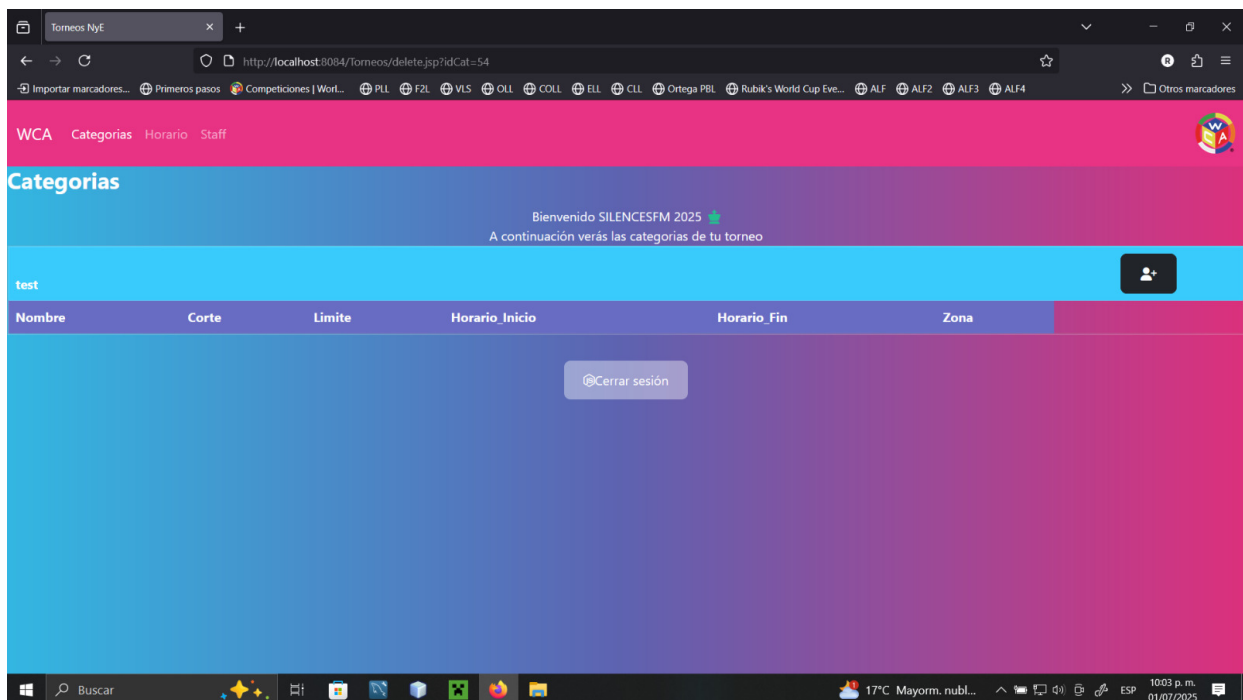 Torneos NyE
http://localhost:8084/Torneos/delete.jsp?idCat=54
Importar marcadores... Primeros pasos Competiciones | Worl... PLL F2L VLS OLL COLL ELL CLL Ortega PBL Rubik's World Cup Eve... ALF ALF2 ALF3 ALF4 Otros marcadores
WCA Categorias Horario Staff
Categorias
Bienvenido SILENCESFM 2025
A continuación verás las categorias de tu torneo
test
Nombre Corte Limite Horario_Inicio Horario_Fin Zona
Cerrar sesión
Buscar 17°C Mayorm. nubl... ESP 10:03 p. m.
01/07/2025